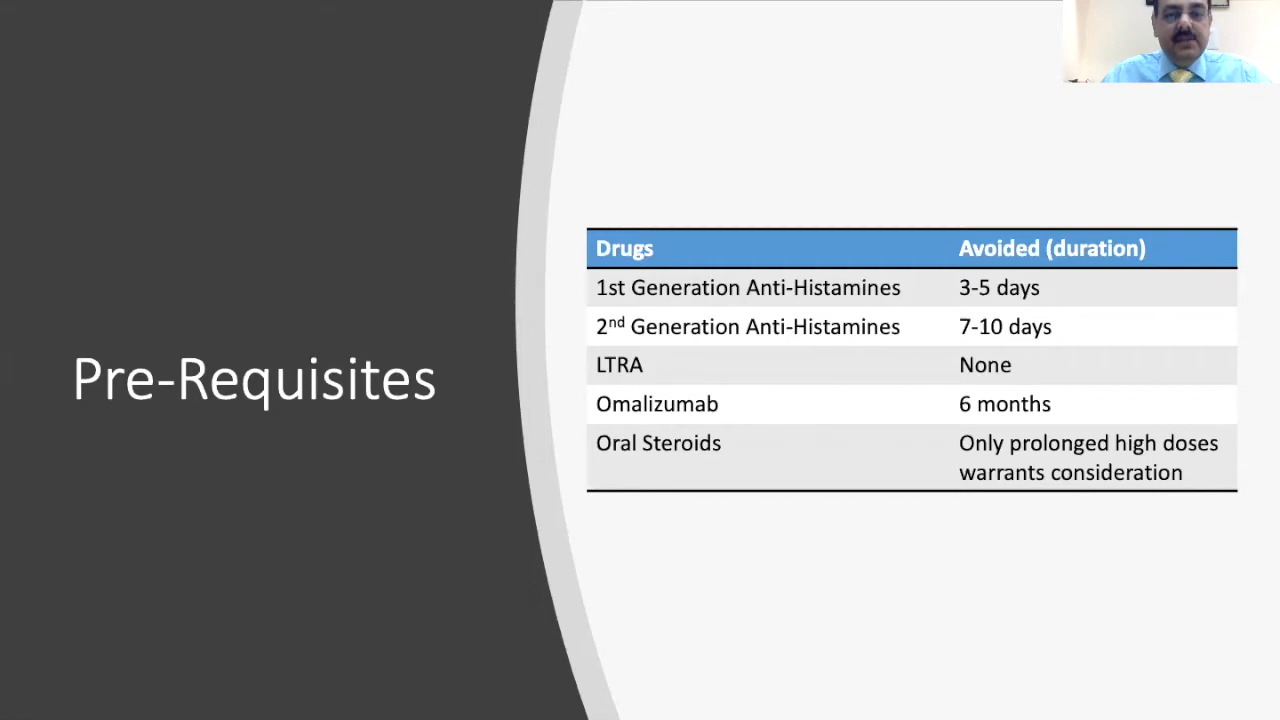 Pre-Requisites
Drugs Avoided (duration)
1st Generation Anti-Histamines 3-5 days
2nd Generation Anti-Histamines 7-10 days
LTRA None
Omalizumab 6 months
Oral Steroids Only prolonged high doses
warrants consideration